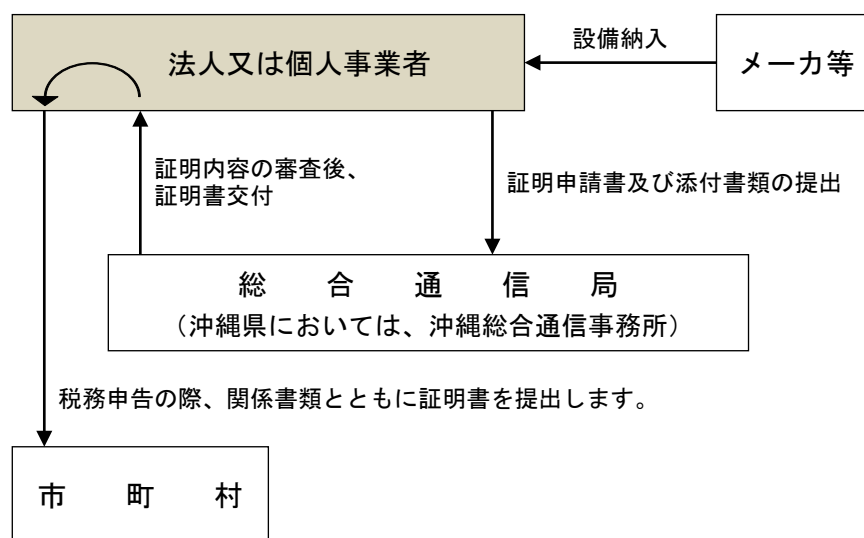 設備納入
法人又は個人事業者
メーカ等
証明内容の審査後、
証明書交付
証明申請書及び添付書類の提出
総合通信局
（沖縄県においては、沖縄総合通信事務所）
税務申告の際、関係書類とともに証明書を提出します。
市町村